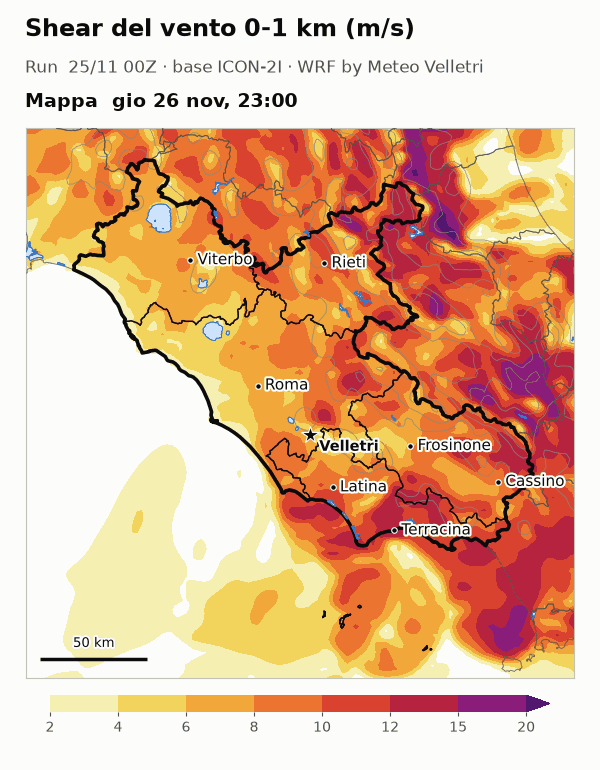 Shear del vento 0-1 km (m/s)
Run  25/11 00Z · base ICON-2I · WRF by Meteo Velletri
Mappa  gio 26 nov, 23:00
Viterbo
Rieti
Roma
Velletri
Frosinone
Latina
Cassino
Terracina
50 km
2 4 6 8 10 12 15 20